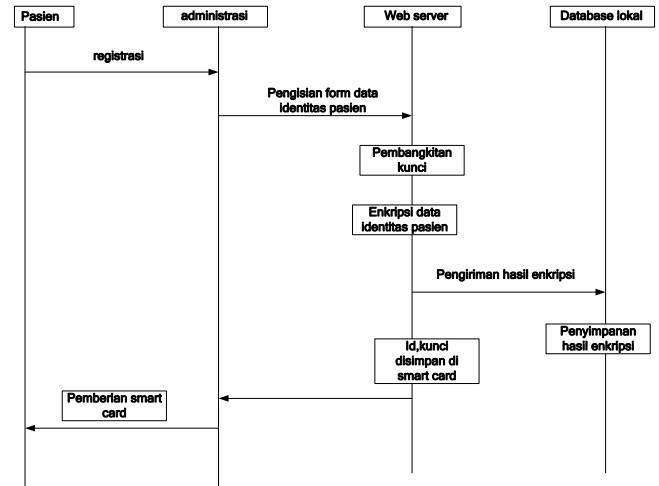 Pasien
administrasi
Web server
Database lokal
registrasi
Pengisian form data
identitas pasien
Pembangkitan
kunci
Enkripsi data
identitas pasien
Pengiriman hasil enkripsi
Penyimpanan
hasil enkripsi
Id,kunci
disimpan di
smart card
Pemberian smart
card